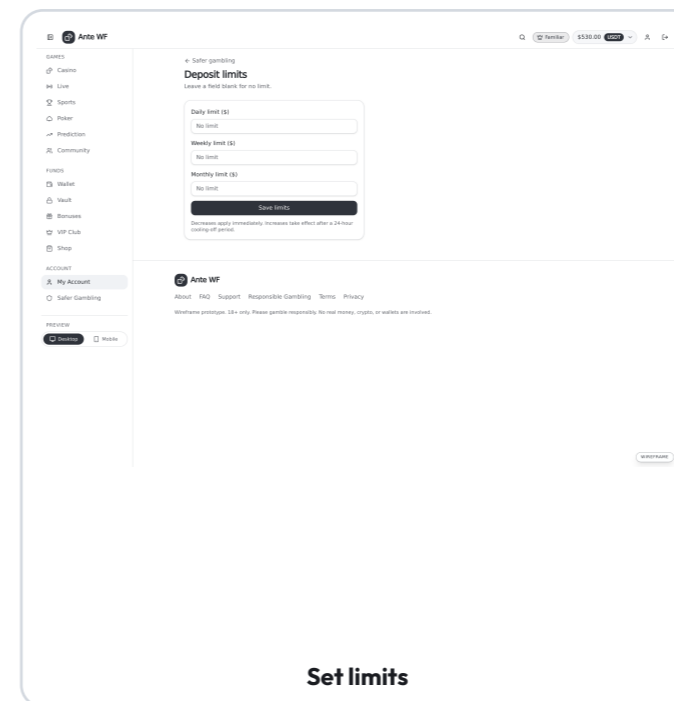 Ante WF
Familiar
$530.00 USDT
GAMES
Casino
Live
Sports
Poker
Prediction
Community
FUNDS
Wallet
Vault
Bonuses
VIP Club
Shop
ACCOUNT
My Account
Safer Gambling
PREVIEW
Desktop Mobile
← Safer gambling
Deposit limits
Leave a field blank for no limit.
Daily limit ($)
No limit
Weekly limit ($)
No limit
Monthly limit ($)
No limit
Save limits
Decreases apply immediately. Increases take effect after a 24-hour
cooling-off period.
Ante WF
About FAQ Support Responsible Gambling Terms Privacy
Wireframe prototype. 18+ only. Please gamble responsibly. No real money, crypto, or wallets are involved.
WIREFRAME
Set limits